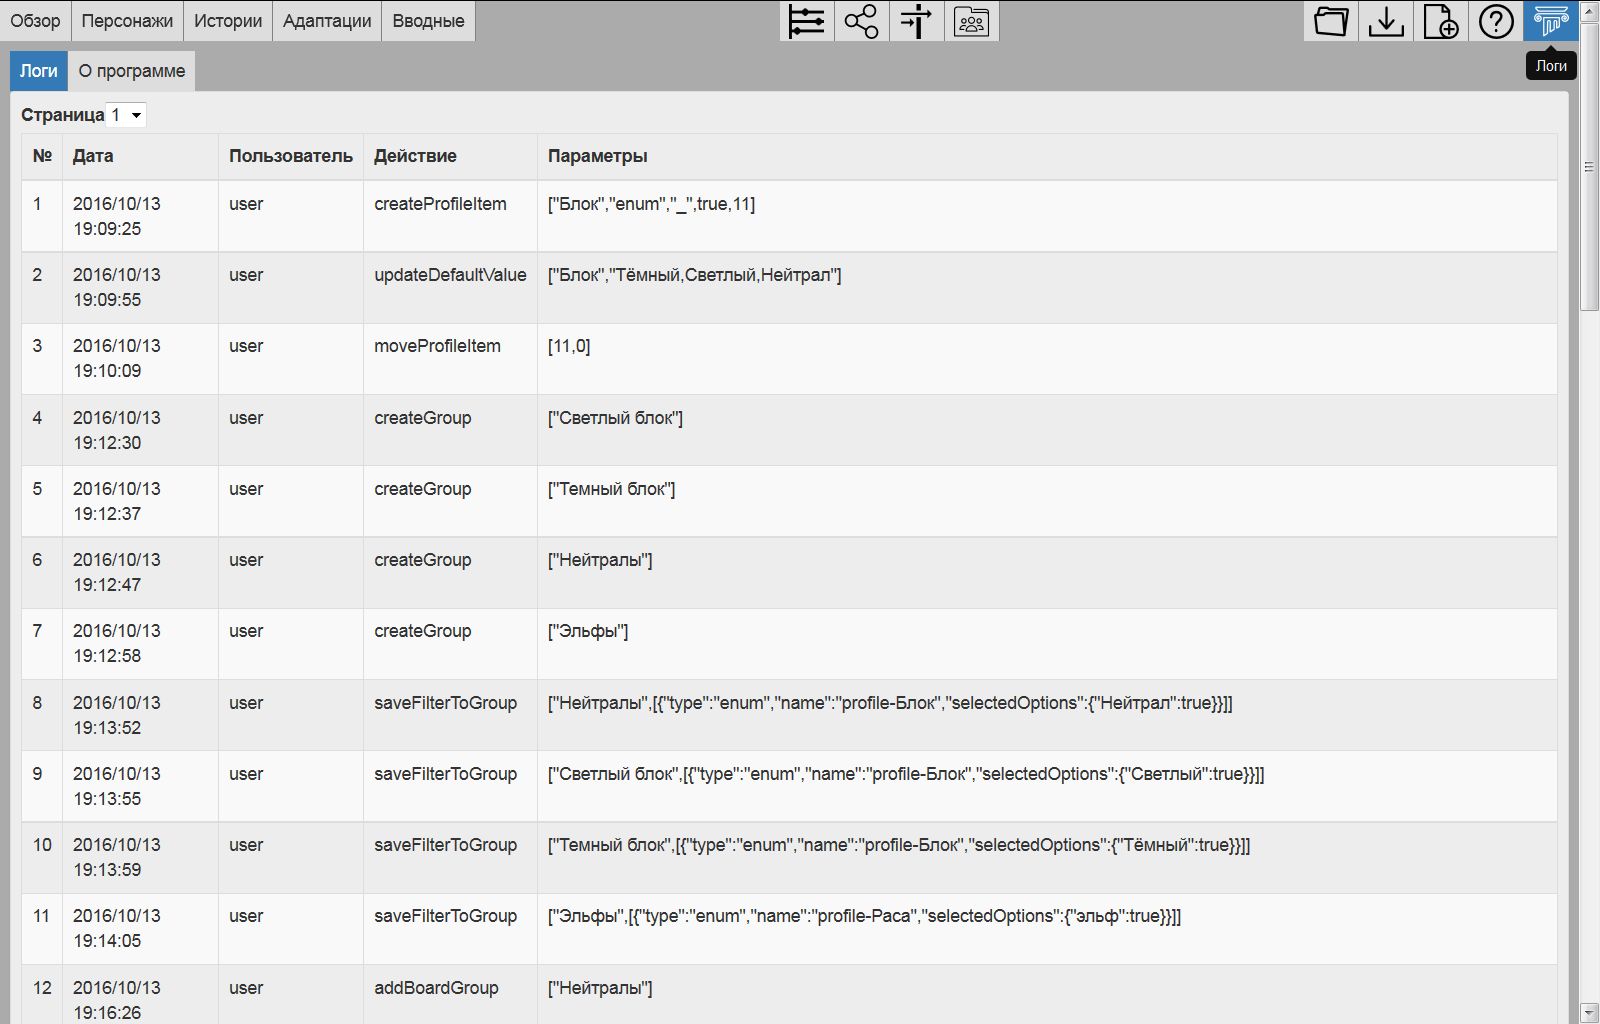 Обзор Персонажи Истории Адаптации Вводные
Логи О программе
Логи
Страница 1
№ Дата Пользователь Действие Параметры
1 2016/10/13 user createProfileItem ["Блок","enum","_",true,11]
19:09:25
2 2016/10/13 user updateDefaultValue ["Блок","Тёмный,Светлый,Нейтрал"]
19:09:55
3 2016/10/13 user moveProfileItem [11,0]
19:10:09
4 2016/10/13 user createGroup ["Светлый блок"]
19:12:30
5 2016/10/13 user createGroup ["Темный блок"]
19:12:37
6 2016/10/13 user createGroup ["Нейтралы"]
19:12:47
7 2016/10/13 user createGroup ["Эльфы"]
19:12:58
8 2016/10/13 user saveFilterToGroup ["Нейтралы",[{"type":"enum","name":"profile-Блок","selectedOptions":{"Нейтрал":true}}]]
19:13:52
9 2016/10/13 user saveFilterToGroup ["Светлый блок",[{"type":"enum","name":"profile-Блок","selectedOptions":{"Светлый":true}}]]
19:13:55
10 2016/10/13 user saveFilterToGroup ["Темный блок",[{"type":"enum","name":"profile-Блок","selectedOptions":{"Тёмный":true}}]]
19:13:59
11 2016/10/13 user saveFilterToGroup ["Эльфы",[{"type":"enum","name":"profile-Раса","selectedOptions":{"эльф":true}}]]
19:14:05
12 2016/10/13 user addBoardGroup ["Нейтралы"]
19:16:26